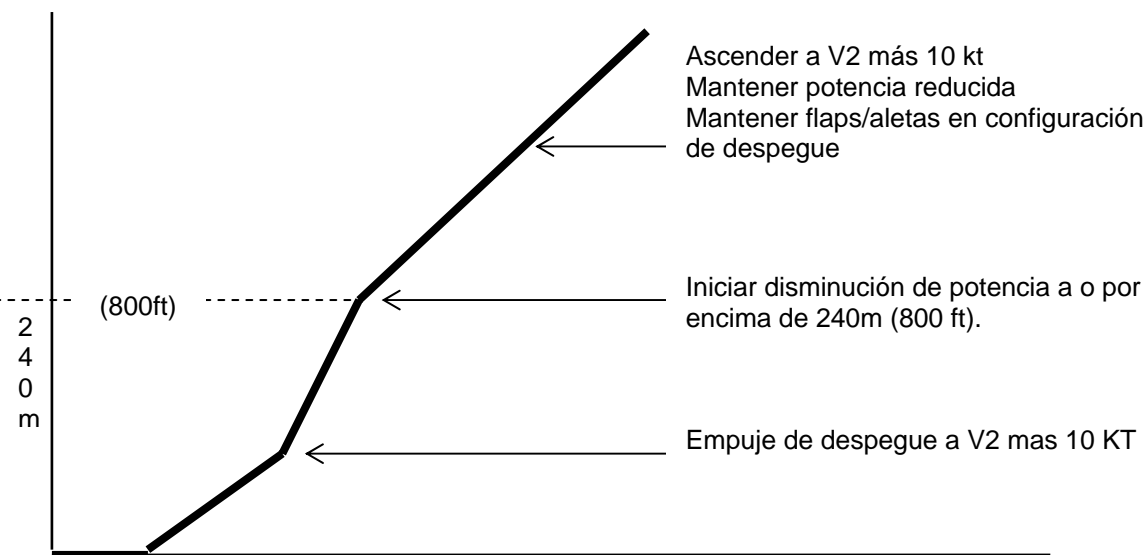 Ascender a V2 más 10 kt
Mantener potencia reducida
Mantener flaps/aletas en configuración
de despegue
(800ft)
Iniciar disminución de potencia a o por
encima de 240m (800 ft).
2
4
0
m
Empuje de despegue a V2 mas 10 KT